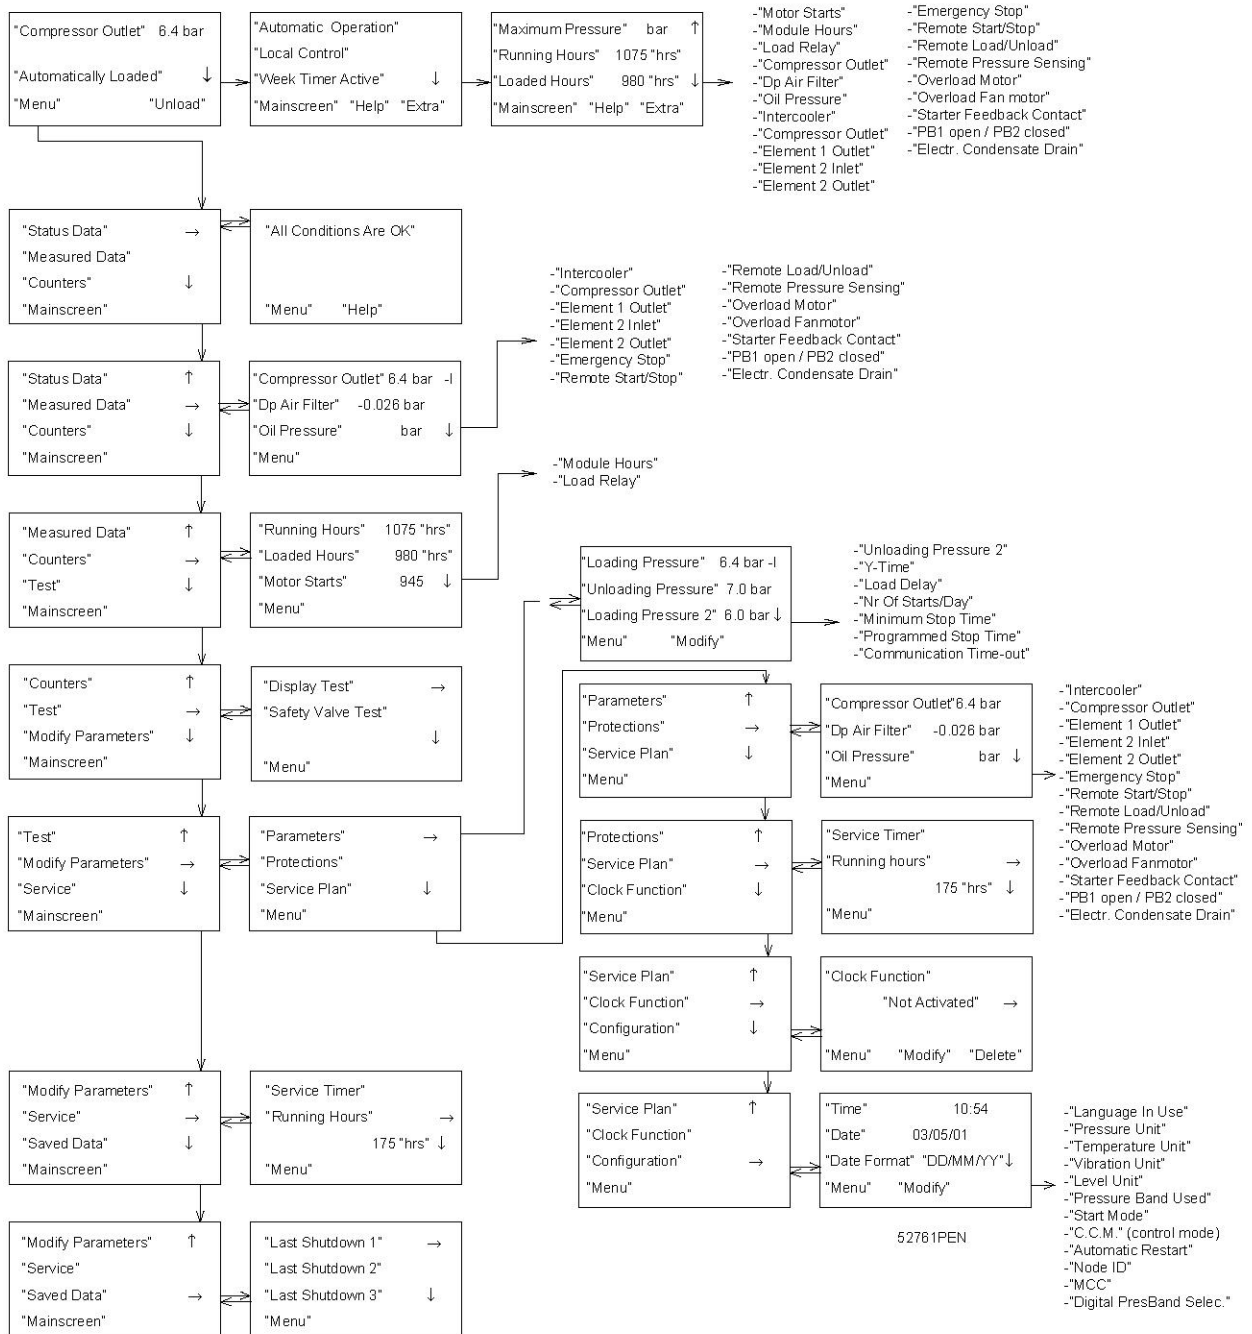 "Compressor Outlet" 6.4 bar
"Automatically Loaded" ↓
"Menu" "Unload"
"Automatic Operation"
"Local Control"
"Week Timer Active" ↓
"Mainscreen" "Help" "Extra"
"Maximum Pressure" bar ↑
"Running Hours" 1075 "hrs"
"Loaded Hours" 980 "hrs" ↓
"Mainscreen" "Help" "Extra"
-"Motor Starts"
-"Module Hours"
-"Load Relay"
-"Compressor Outlet"
-"Dp Air Filter"
-"Oil Pressure"
-"Intercooler"
-"Compressor Outlet"
-"Element 1 Outlet"
-"Element 2 Inlet"
-"Element 2 Outlet"
-"Emergency Stop"
-"Remote Start/Stop"
-"Remote Load/Unload"
-"Remote Pressure Sensing"
-"Overload Motor"
-"Overload Fan motor"
-"Starter Feedback Contact"
-"PB1 open / PB2 closed"
-"Electr. Condensate Drain"
"Status Data" →
"Measured Data"
"Counters" ↓
"Mainscreen"
"All Conditions Are OK"
"Menu" "Help"
"Status Data" ↑
"Measured Data" →
"Counters" ↓
"Mainscreen"
"Compressor Outlet" 6.4 bar -I
"Dp Air Filter" -0.026 bar
"Oil Pressure" bar ↓
"Menu"
-"Intercooler"
-"Compressor Outlet"
-"Element 1 Outlet"
-"Element 2 Inlet"
-"Element 2 Outlet"
-"Emergency Stop"
-"Remote Start/Stop"
-"Remote Load/Unload"
-"Remote Pressure Sensing"
-"Overload Motor"
-"Overload Fanmotor"
-"Starter Feedback Contact"
-"PB1 open / PB2 closed"
-"Electr. Condensate Drain"
"Measured Data" ↑
"Counters" →
"Test" ↓
"Mainscreen"
"Running Hours" 1075 "hrs"
"Loaded Hours" 980 "hrs"
"Motor Starts" 945 ↓
"Menu"
-"Module Hours"
-"Load Relay"
"Counters" ↑
"Test" →
"Modify Parameters" ↓
"Mainscreen"
"Display Test" →
"Safety Valve Test"
↓
"Menu"
"Test" ↑
"Modify Parameters" →
"Service" ↓
"Mainscreen"
"Parameters" →
"Protections"
"Service Plan" ↓
"Menu"
"Loading Pressure" 6.4 bar -I
"Unloading Pressure" 7.0 bar
"Loading Pressure 2" 6.0 bar ↓
"Menu" "Modify"
-"Unloading Pressure 2"
-"Y-Time"
-"Load Delay"
-"Nr Of Starts/Day"
-"Minimum Stop Time"
-"Programmed Stop Time"
-"Communication Time-out"
"Parameters" ↑
"Protections" →
"Service Plan" ↓
"Menu"
"Compressor Outlet"6.4 bar
"Dp Air Filter" -0.026 bar
"Oil Pressure" bar ↓
"Menu"
-"Intercooler"
-"Compressor Outlet"
-"Element 1 Outlet"
-"Element 2 Inlet"
-"Element 2 Outlet"
-"Emergency Stop"
-"Remote Start/Stop"
-"Remote Load/Unload"
-"Remote Pressure Sensing"
-"Overload Motor"
-"Overload Fanmotor"
-"Starter Feedback Contact"
-"PB1 open / PB2 closed"
-"Electr. Condensate Drain"
"Protections" ↑
"Service Plan" →
"Clock Function" ↓
"Menu"
"Service Timer"
"Running hours" →
175 "hrs" ↓
"Menu"
"Service Plan" ↑
"Clock Function" →
"Configuration" ↓
"Menu"
"Clock Function"
"Not Activated" →
"Menu" "Modify" "Delete"
"Modify Parameters" ↑
"Service" →
"Saved Data" ↓
"Mainscreen"
"Service Timer"
"Running Hours" →
175 "hrs" ↓
"Menu"
"Service Plan" ↑
"Clock Function"
"Configuration" →
"Menu"
"Time" 10:54
"Date" 03/05/01
"Date Format" "DD/MM/YY"↓
"Menu" "Modify"
-"Language In Use"
-"Pressure Unit"
-"Temperature Unit"
-"Vibration Unit"
-"Level Unit"
-"Pressure Band Used"
-"Start Mode"
-"C.C.M." (control mode)
-"Automatic Restart"
-"Node ID"
-"MCC"
-"Digital PresBand Selec."
52761PEN
"Modify Parameters" ↑
"Service"
"Saved Data" →
"Mainscreen"
"Last Shutdown 1" →
"Last Shutdown 2"
"Last Shutdown 3" ↓
"Menu"